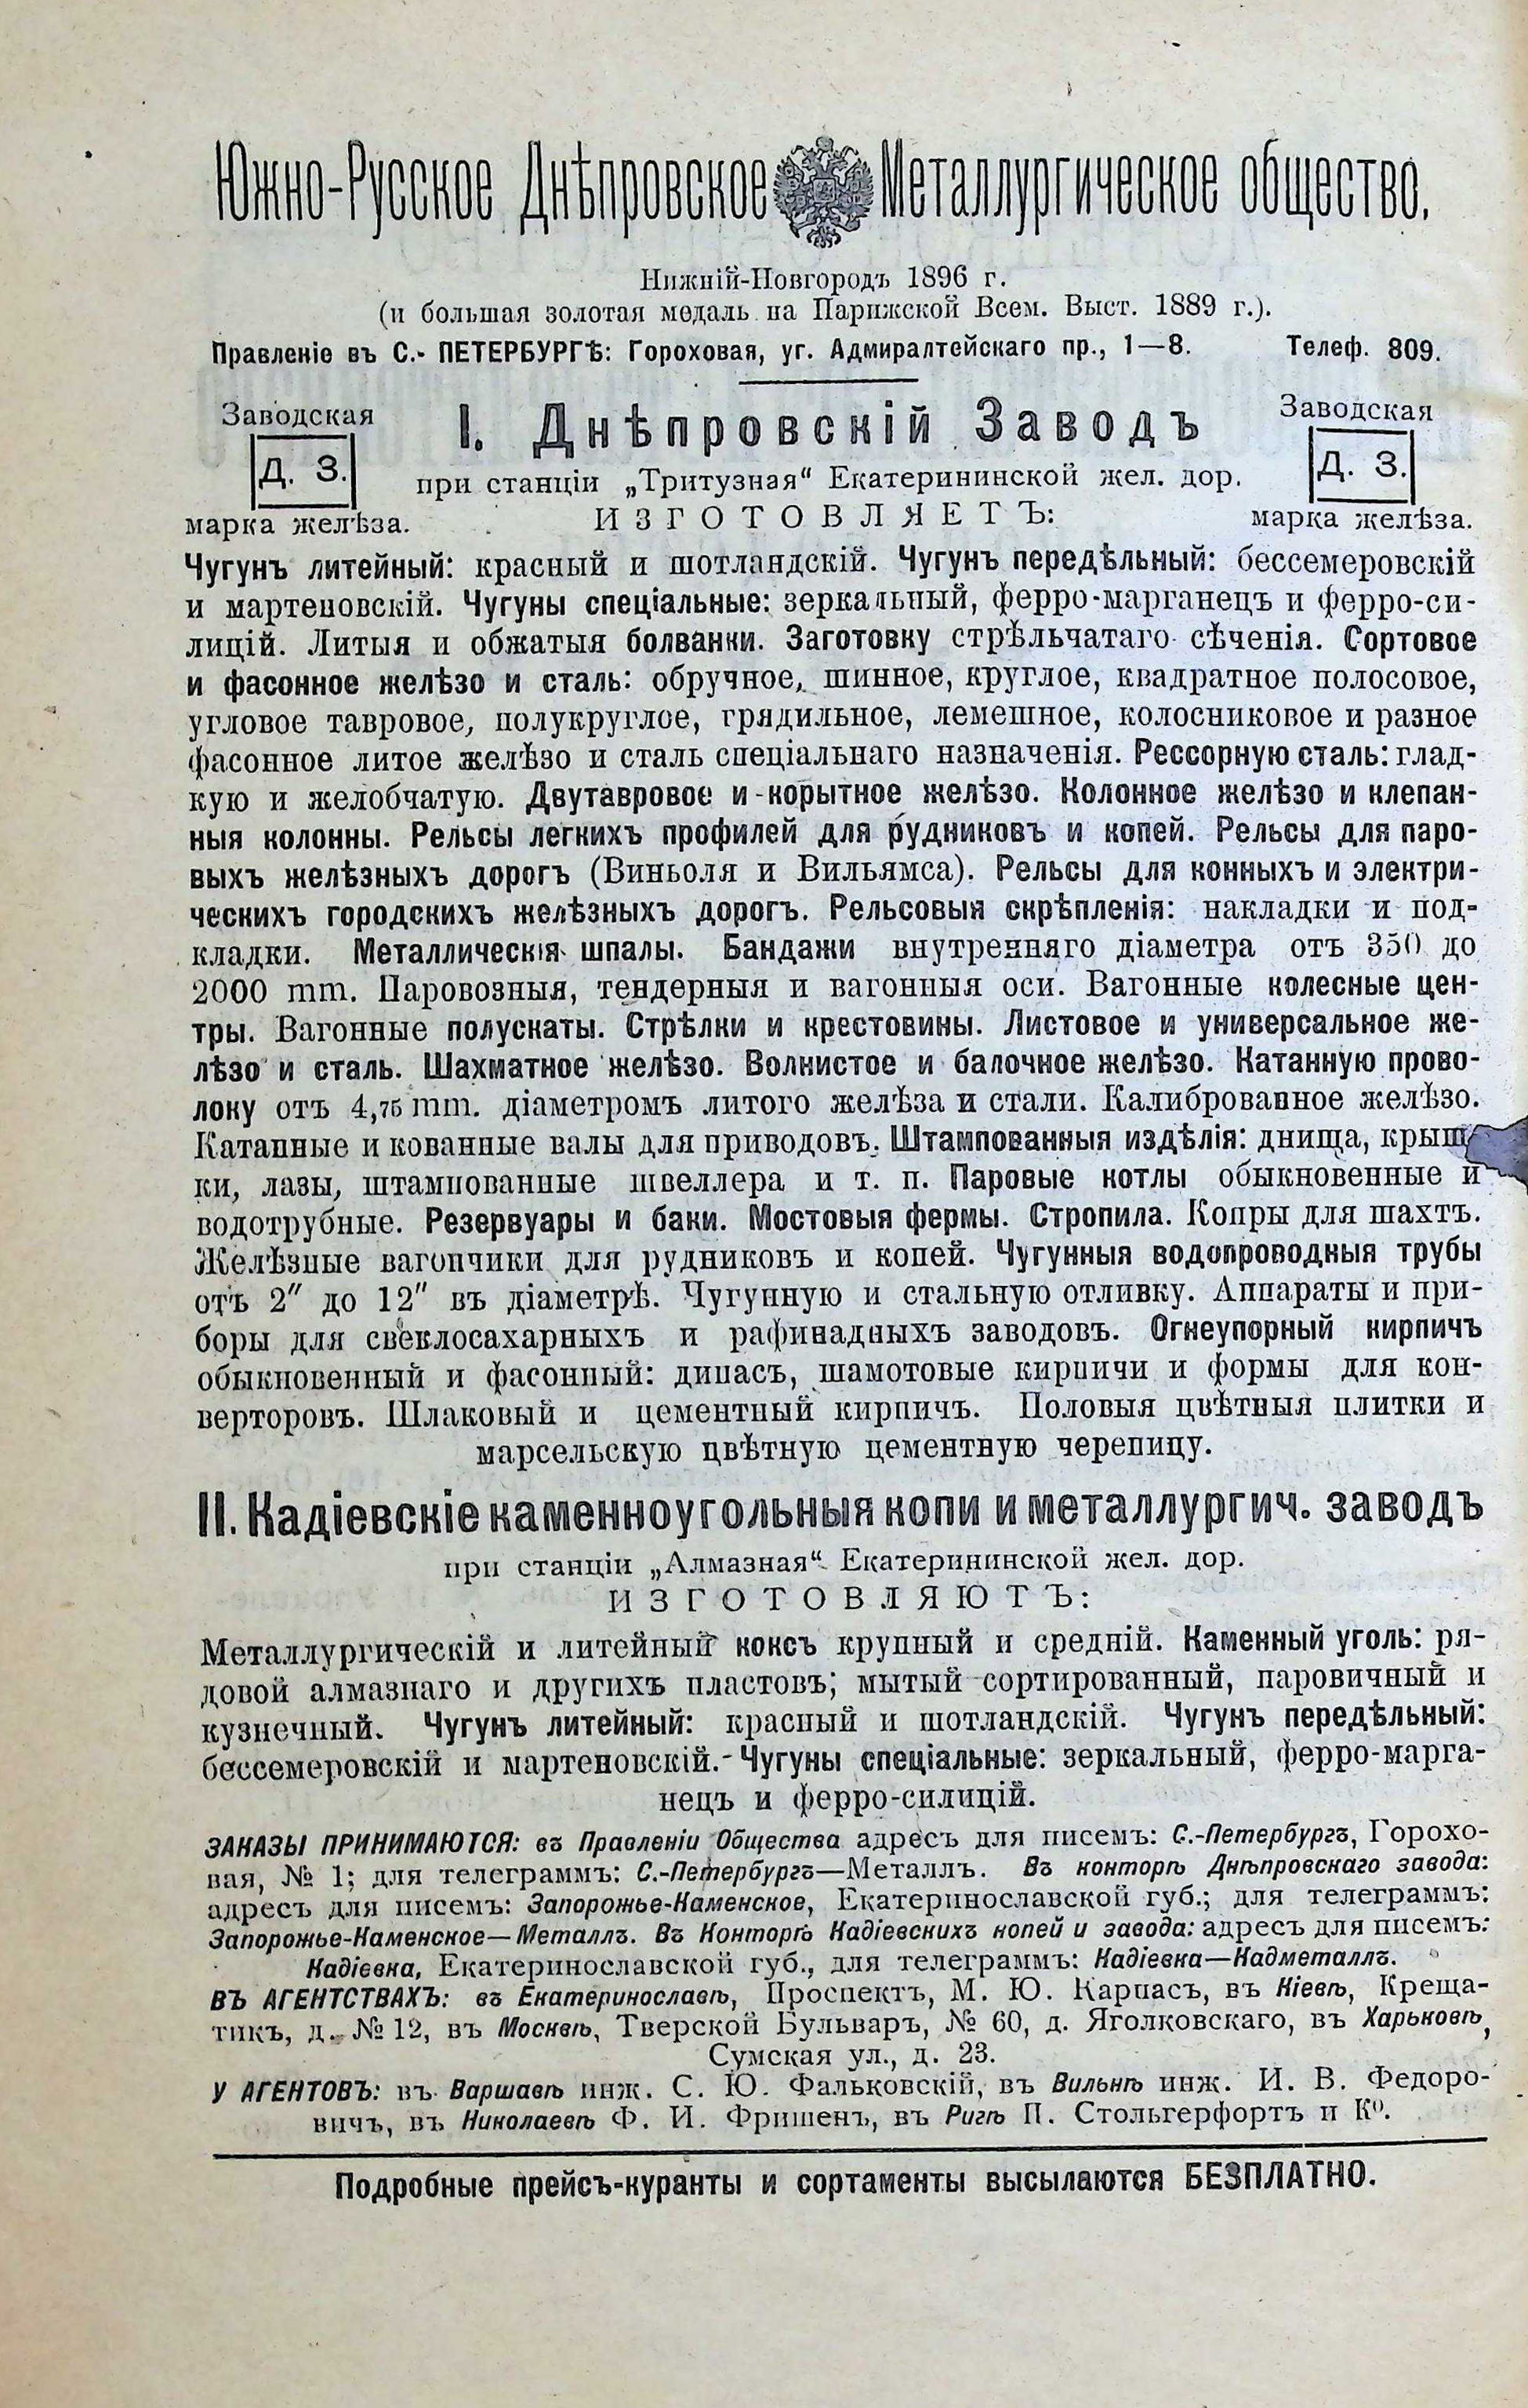 Южно-Русское Днѣпровское Металлургическое общество.
Нижній-Новгородъ 1896 г.
(и большая золотая медаль на Парижской Всем. Выст. 1889 г.).
Правленіе въ С.- ПЕТЕРБУРГѢ: Гороховая, уг. Адмиралтейскаго пр., 1—8. Телеф. 809.
Заводская
Д. З.
марка желѣза.
I. Днѣпровскій Заводъ
при станціи „Тритузная“ Екатерининской жел. дор.
ИЗГОТОВЛЯЕТЪ:
Заводская
Д. З.
марка желѣза.
Чугунъ литейный: красный и шотландскій. Чугунъ передѣльный: бессемеровскій
и мартеновскій. Чугуны спеціальные: зеркальный, ферро-марганецъ и ферро-си-
лицій. Литыя и обжатыя болванки. Заготовку стрѣльчатаго сѣченія. Сортовое
и фасонное желѣзо и сталь: обручное, шинное, круглое, квадратное полосовое,
угловое тавровое, полукруглое, грядильное, лемешное, колосниковое и разное
фасонное литое желѣзо и сталь спеціальнаго назначенія. Рессорную сталь: глад-
кую и желобчатую. Двутавровое и корытное желѣзо. Колонное желѣзо и клепан-
ныя колонны. Рельсы легкихъ профилей для рудниковъ и копей. Рельсы для паро-
выхъ желѣзныхъ дорогъ (Виньоля и Вильямса). Рельсы для конныхъ и электри-
ческихъ городскихъ желѣзныхъ дорогъ. Рельсовыя скрѣпленія: накладки и под-
кладки. Металлическія шпалы. Бандажи внутренняго діаметра отъ 350 до
2000 mm. Паровозныя, тендерныя и вагонныя оси. Вагонные колесные цен-
тры. Вагонные полускаты. Стрѣлки и крестовины. Листовое и универсальное же-
лѣзо и сталь. Шахматное желѣзо. Волнистое и балочное желѣзо. Катанную прово-
локу отъ 4,75 mm. діаметромъ литого желѣза и стали. Калиброванное желѣзо.
Катанные и кованные валы для приводовъ. Штампованныя издѣлія: днища, крыш-
ки, лазы, штампованные швеллера и т. п. Паровые котлы обыкновенные и
водотрубные. Резервуары и баки. Мостовыя фермы. Стропила. Копры для шахтъ.
Желѣзные вагончики для рудниковъ и копей. Чугунныя водопроводныя трубы
отъ 2" до 12" въ діаметрѣ. Чугунную и стальную отливку. Аппараты и при-
боры для свеклосахарныхъ и рафинадныхъ заводовъ. Огнеупорный кирпичъ
обыкновенный и фасонный: динасъ, шамотовые кирпичи и формы для кон-
верторовъ. Шлаковый и цементный кирпичъ. Половыя цвѣтныя плитки и
марсельскую цвѣтную цементную черепицу.
II. Кадіевскіе каменноугольныя копи и металлургич. заводъ
при станціи „Алмазная“ Екатерининской жел. дор.
ИЗГОТОВЛЯЮТЪ:
Металлургическій и литейный коксъ крупный и средній. Каменный уголь: ря-
довой алмазнаго и другихъ пластовъ; мытый сортированный, паровичный и
кузнечный. Чугунъ литейный: красный и шотландскій. Чугунъ передѣльный:
бессемеровскій и мартеновскій. Чугуны спеціальные: зеркальный, ферро-марга-
нецъ и ферро-силицій.
ЗАКАЗЫ ПРИНИМАЮТСЯ: въ Правленіи Общества адресъ для писемъ: С.-Петербургъ, Горохо-
вая, № 1; для телеграммъ: С.-Петербургъ—Металлъ. Въ конторѣ Днѣпровскаго завода:
адресъ для писемъ: Запорожье-Каменское, Екатеринославской губ.; для телеграммъ:
Запорожье-Каменское—Металлъ. Въ Конторѣ Кадіевскихъ копей и завода: адресъ для писемъ:
Кадіевка, Екатеринославской губ., для телеграммъ: Кадіевка—Кадметаллъ.
ВЪ АГЕНТСТВАХЪ: въ Екатеринославѣ, Проспектъ, М. Ю. Карпасъ, въ Кіевѣ, Креща-
тикъ, д. № 12, въ Москвѣ, Тверской Бульваръ, № 60, д. Яголковскаго, въ Харьковѣ,
Сумская ул., д. 23.
У АГЕНТОВЪ: въ Варшавѣ инж. С. Ю. Фальковскій, въ Вильнѣ инж. И. В. Федоро-
вичъ, въ Николаевѣ Ф. И. Фришенъ, въ Ригѣ П. Стольгерфортъ и Ко.
Подробные прейсъ-куранты и сортаменты высылаются БЕЗПЛАТНО.